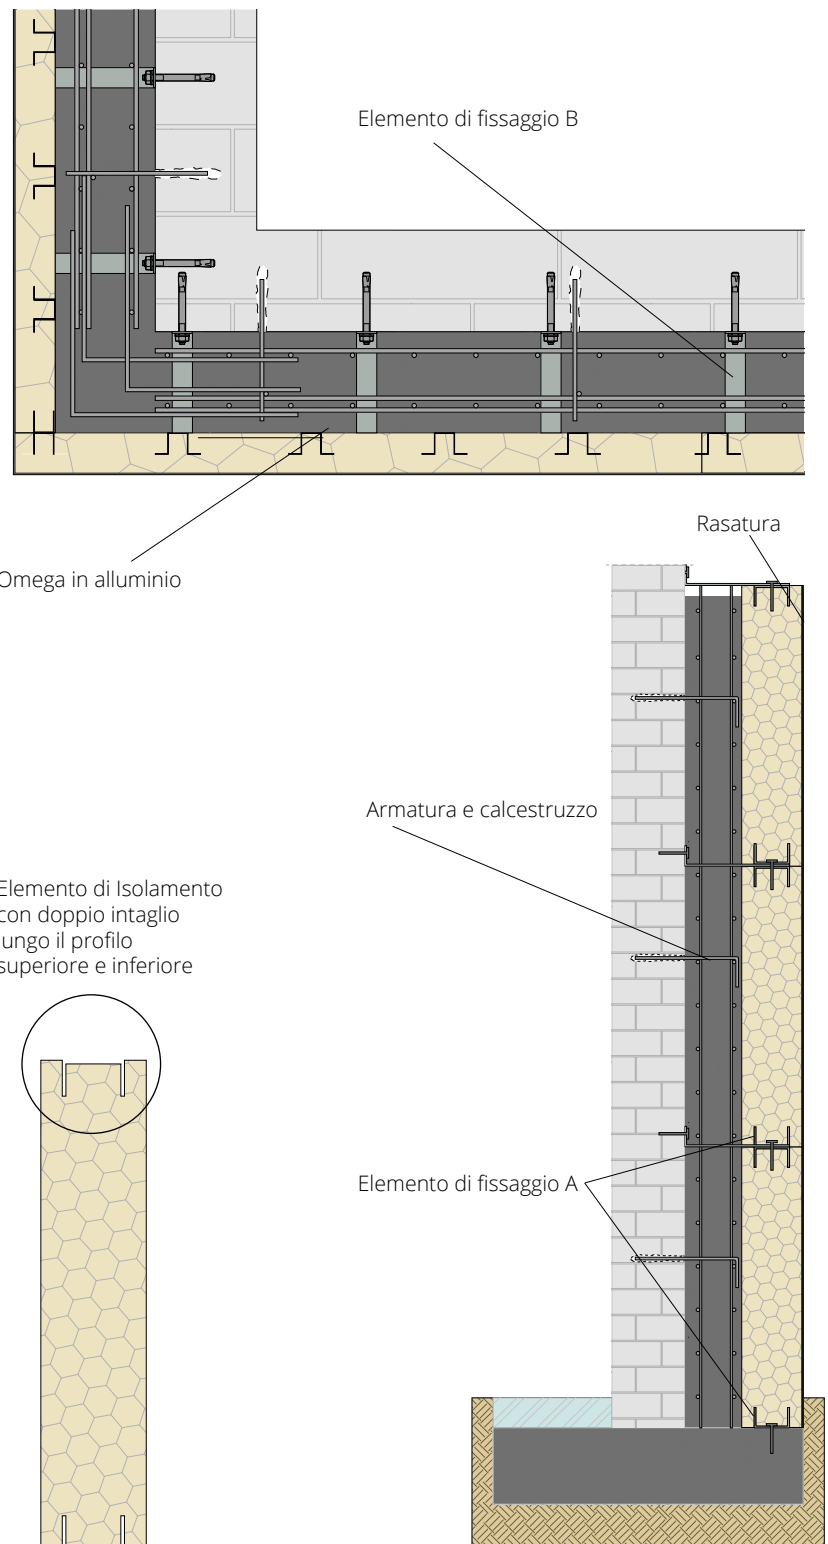 Elemento di fissaggio B
Rasatura
Omega in alluminio
Armatura e calcestruzzo
Elemento di Isolamento
con doppio intaglio
lungo il profilo
superiore e inferiore
Elemento di fissaggio A